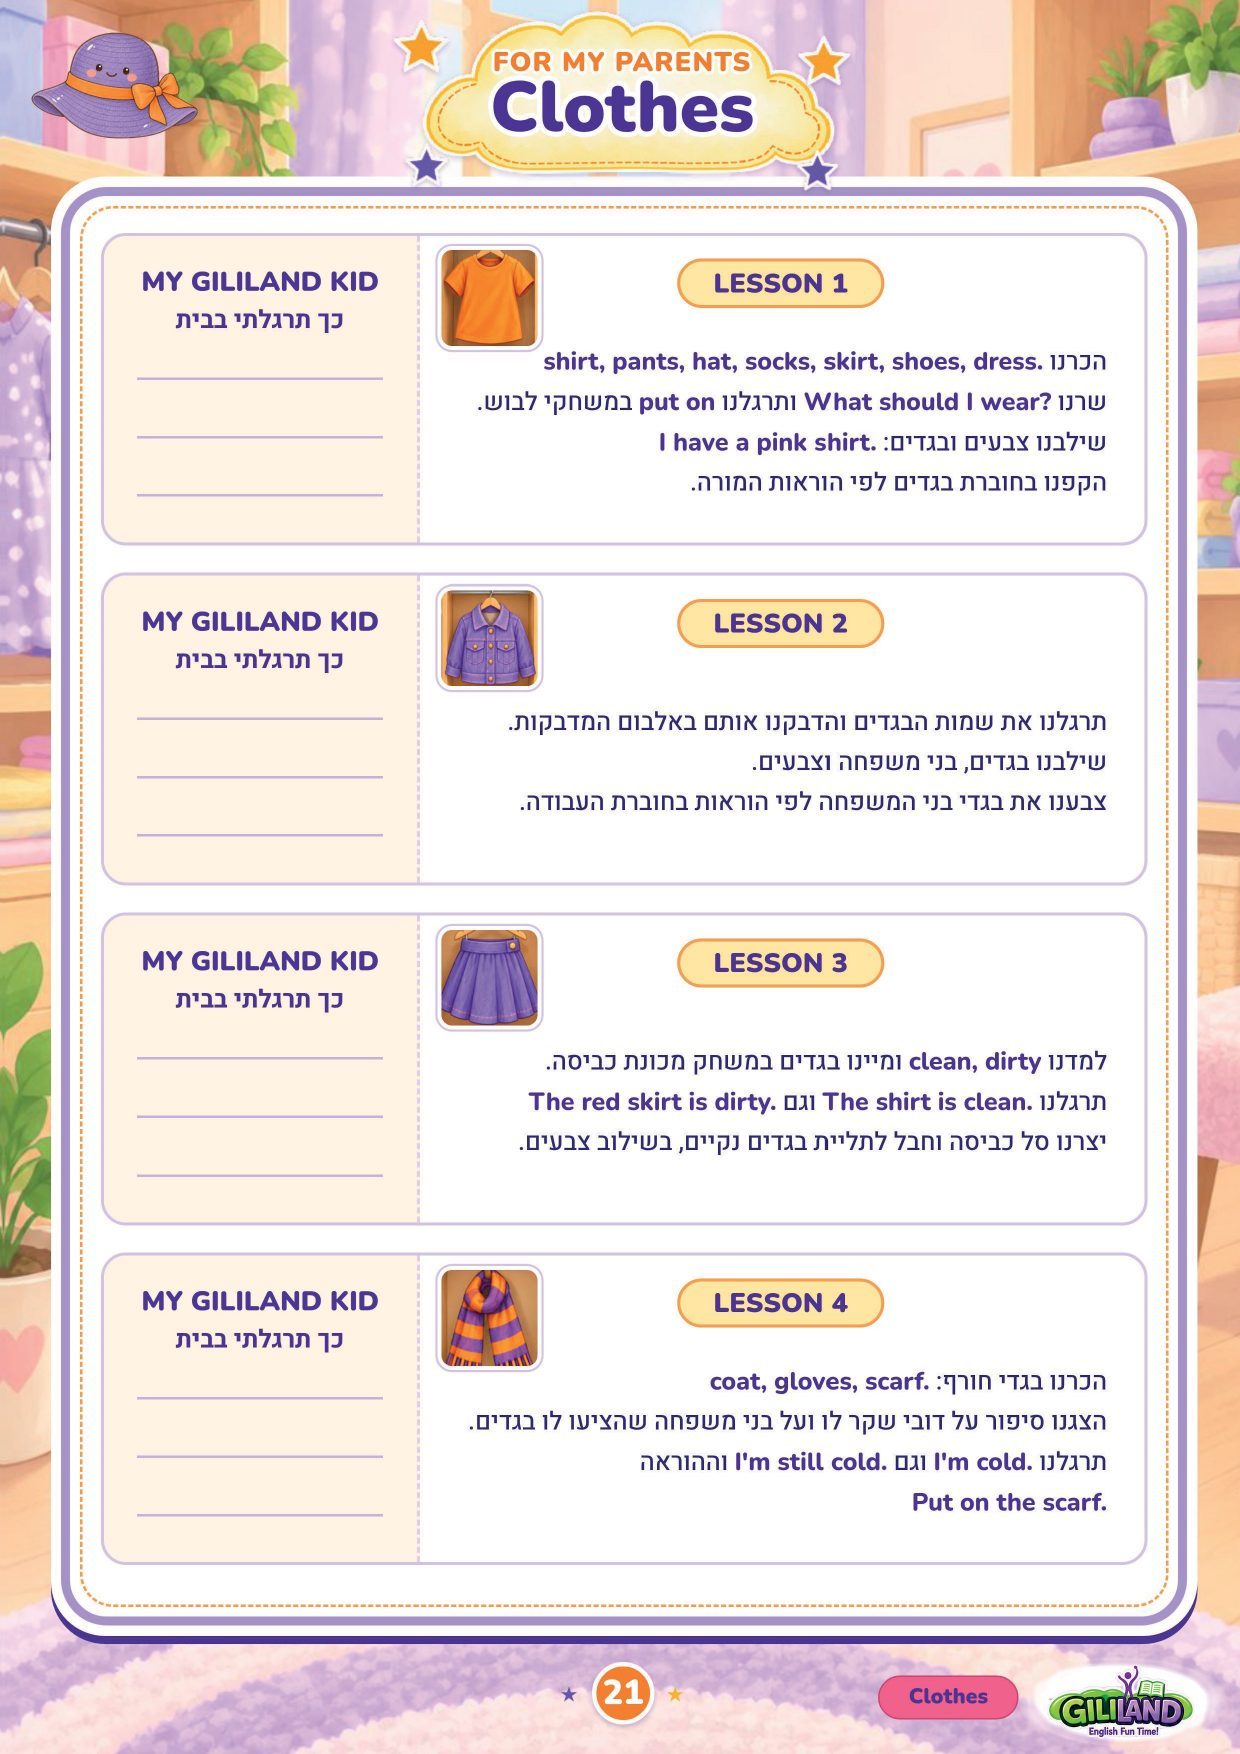 FOR MY PARENTS
Clothes
LESSON 1
הכרנו shirt, pants, hat, socks, skirt, shoes, dress.
שרנו What should I wear? ותרגלנו put on במשחקי לבוש.
שילבנו צבעים ובגדים: I have a pink shirt.
הקפנו בחוברת בגדים לפי הוראות המורה.
MY GILILAND KID
כך תרגלתי בבית
LESSON 2
תרגלנו את שמות הבגדים והדבקנו אותם באלבום המדבקות.
שילבנו בגדים, בני משפחה וצבעים.
צבענו את בגדי בני המשפחה לפי הוראות בחוברת העבודה.
MY GILILAND KID
כך תרגלתי בבית
LESSON 3
למדנו clean, dirty ומיינו בגדים במשחק מכונת כביסה.
תרגלנו The shirt is clean. וגם The red skirt is dirty.
יצרנו סל כביסה וחבל לתליית בגדים נקיים, בשילוב צבעים.
MY GILILAND KID
כך תרגלתי בבית
LESSON 4
הכרנו בגדי חורף: coat, gloves, scarf.
הצגנו סיפור על דובי שקר לו ועל בני משפחה שהציעו לו בגדים.
תרגלנו I'm cold. וגם I'm still cold. וההוראה
Put on the scarf.
MY GILILAND KID
כך תרגלתי בבית
21
Clothes
GILILAND
English Fun Time!